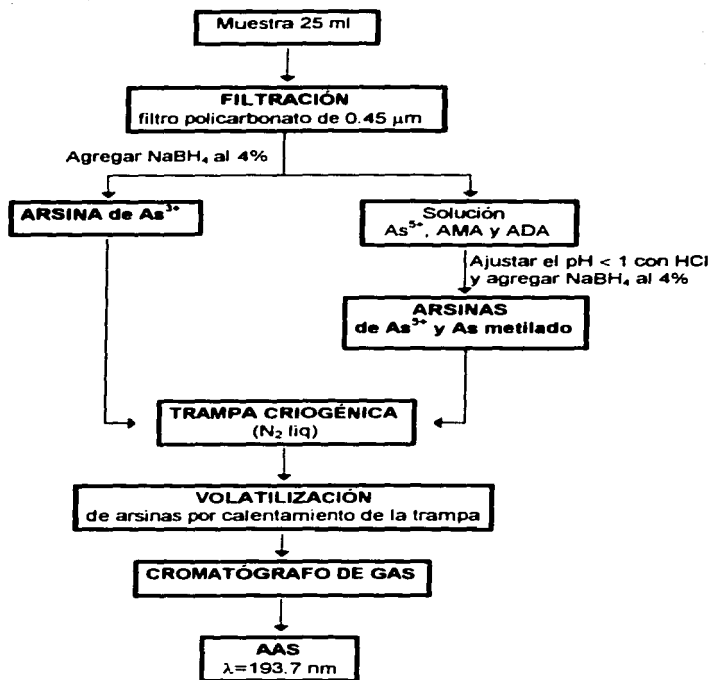 Muestra 25 ml
FILTRACIÓN
filtro policarbonato de 0.45 µm
Agregar NaBH₄ al 4%
ARSINA de As³⁺
Solución
As⁵⁺, AMA y ADA
Ajustar el pH < 1 con HCl
y agregar NaBH₄ al 4%
ARSINAS
de As⁵⁺ y As metilado
TRAMPA CRIOGÉNICA
(N₂ liq)
VOLATILIZACIÓN
de arsinas por calentamiento de la trampa
CROMATÓGRAFO DE GAS
AAS
λ=193.7 nm